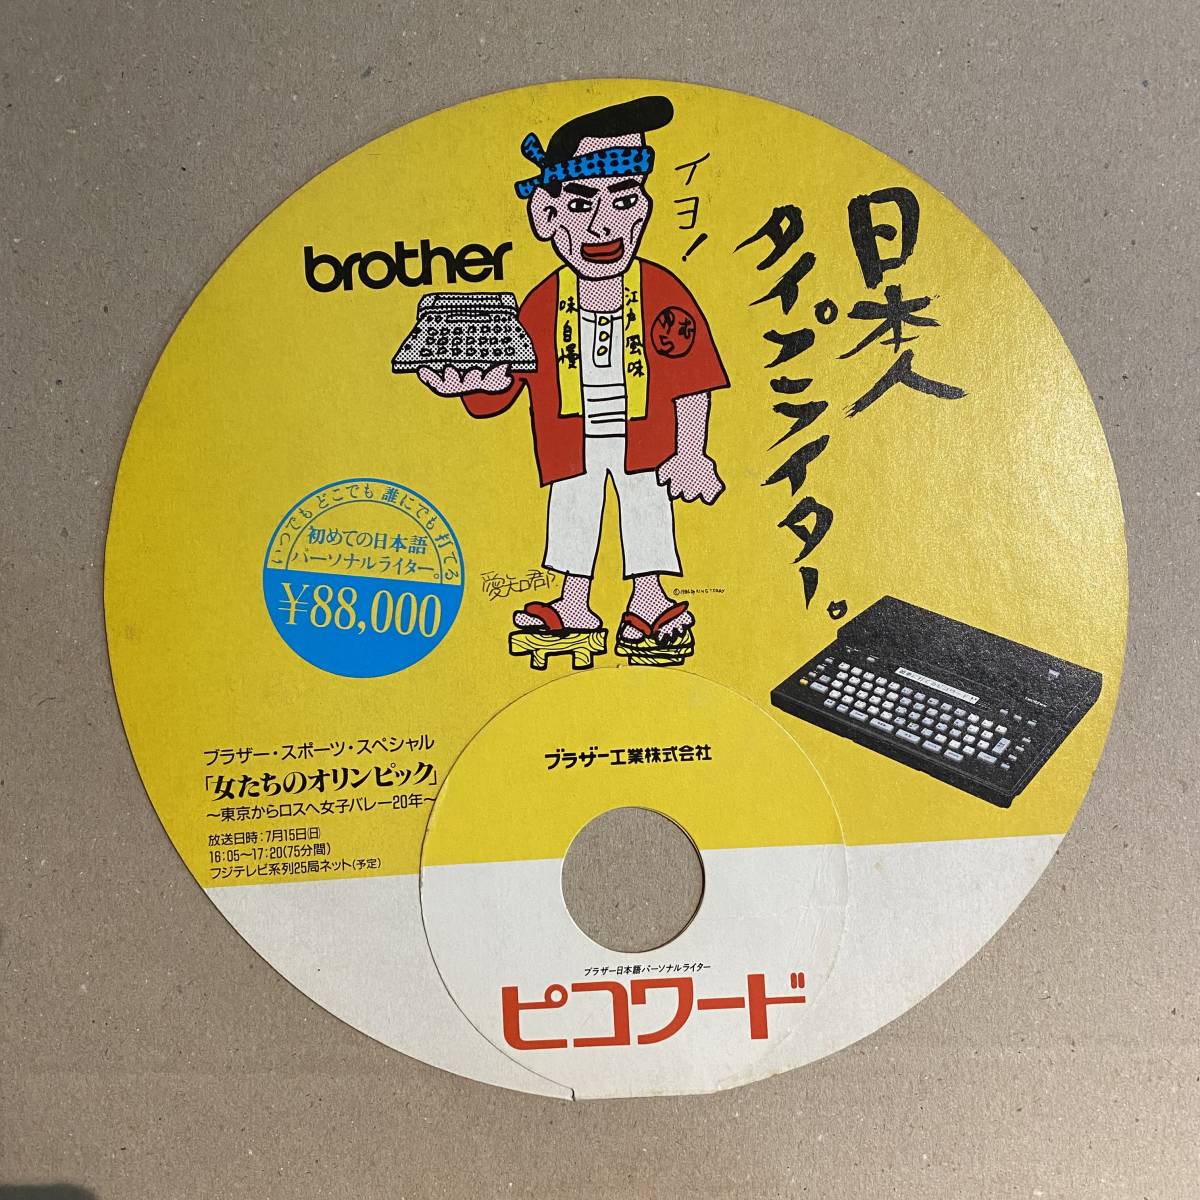 brother
イヨ！
日本人
タイプライター。
江戸風味
味自慢
むらゆ
いつでも どこでも 誰にでも 打てる
初めての日本語
パーソナルライター。
¥88,000
愛知郡.
ブラザー・スポーツ・スペシャル
「女たちのオリンピック」
〜東京からロスへ女子バレー20年〜
放送日時：7月15日(日)
16：05〜17：20(75分間)
フジテレビ系列25局ネット(予定)
ブラザー工業株式会社
ブラザー日本語パーソナルライター
ピコワード